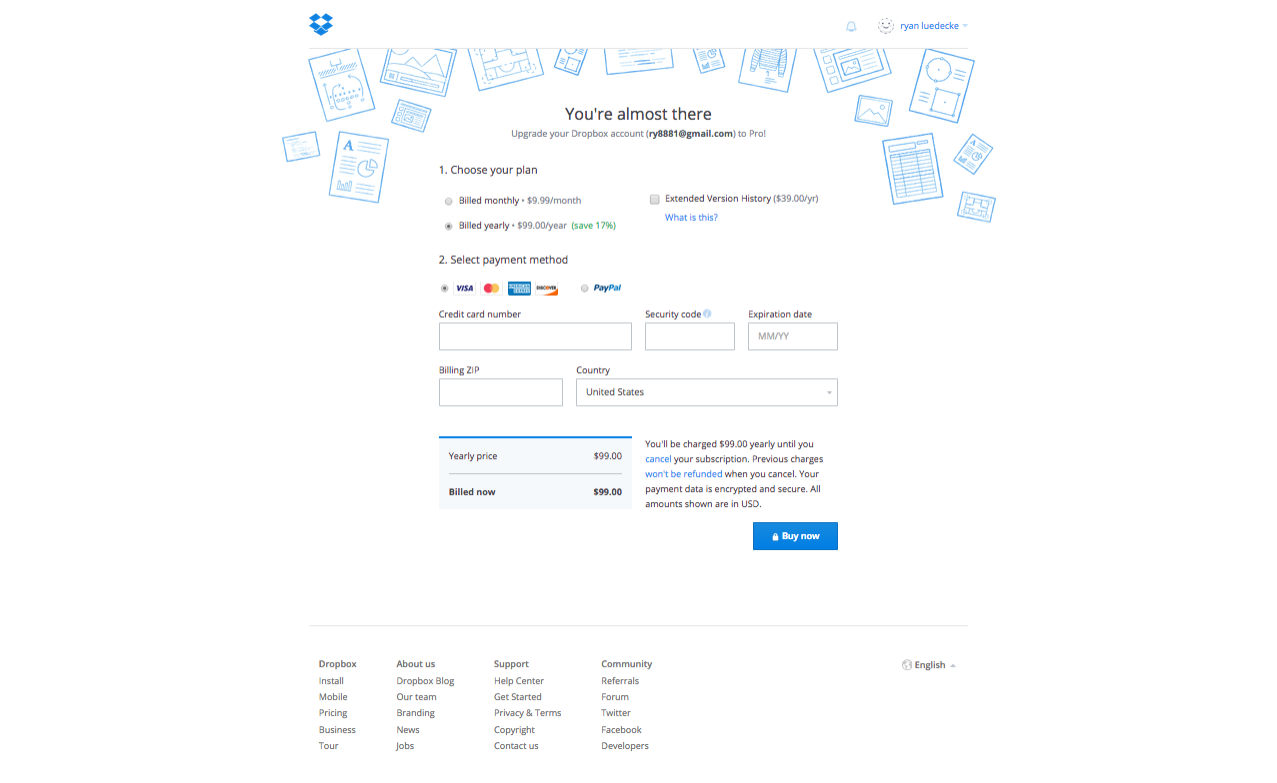 ryan luedecke
You're almost there
Upgrade your Dropbox account (ry8881@gmail.com) to Pro!
1. Choose your plan
Billed monthly • $9.99/month
Extended Version History ($39.00/yr)
What is this?
Billed yearly • $99.00/year (save 17%)
2. Select payment method
VISA
AMERICAN EXPRESS
DISCOVER
PayPal
Credit card number
Security code
Expiration date
MM/YY
Billing ZIP
Country
United States
Yearly price $99.00
Billed now $99.00
You'll be charged $99.00 yearly until you
cancel your subscription. Previous charges
won't be refunded when you cancel. Your
payment data is encrypted and secure. All
amounts shown are in USD.
Buy now
Dropbox
Install
Mobile
Pricing
Business
Tour
About us
Dropbox Blog
Our team
Branding
News
Jobs
Support
Help Center
Get Started
Privacy & Terms
Copyright
Contact us
Community
Referrals
Forum
Twitter
Facebook
Developers
English